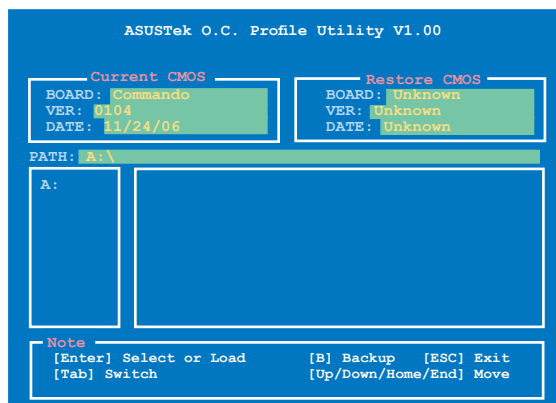 ASUSTek O.C. Profile Utility V1.00
Current CMOS
BOARD: Commando
VER: 0104
DATE: 11/24/06
Restore CMOS
BOARD: Unknown
VER: Unknown
DATE: Unknown
PATH: A:\
A:
Note
[Enter] Select or Load [B] Backup [ESC] Exit
[Tab] Switch [Up/Down/Home/End] Move